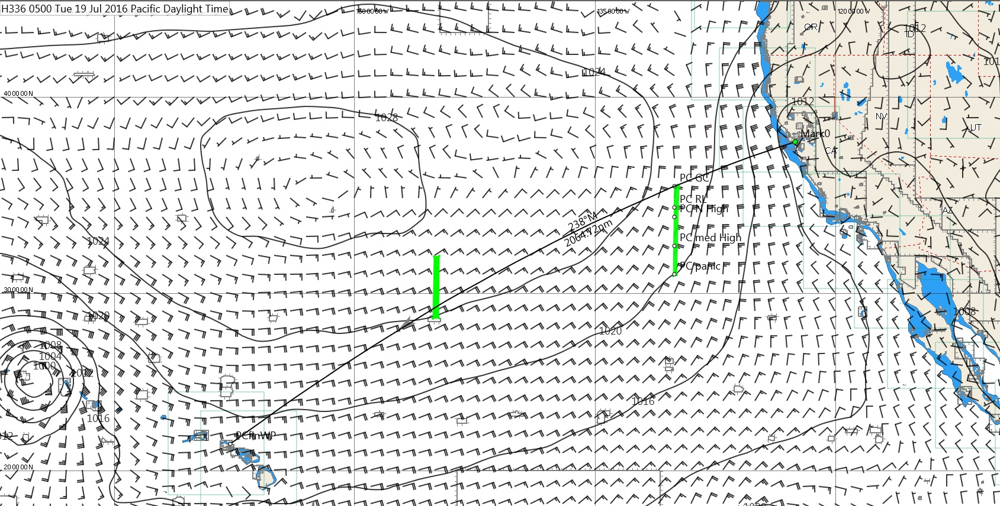 H336 0500 Tue 19 Jul 2016 Pacific Daylight Time
135 00 00 W
120 00 00 W
OR
1012
ID
1024
40 00 00 N
1012
1028
NV
UT
Mark0
CA
PC GC
PC RL
PC N High
AZ
238°M
2064.72nm
PC med High
1024
PC panic
30 00 00 N
1020
1008
1020
1008
1004
1000
1012
1016
1016
PCfinWP
20 00 00 N